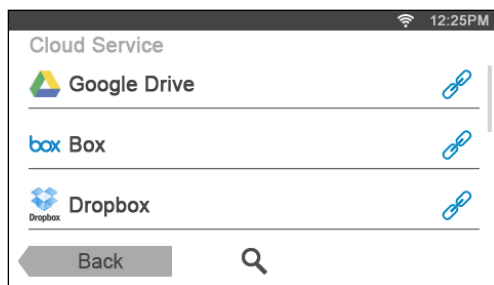 12:25PM
Cloud Service
Google Drive
box Box
Dropbox Dropbox
Back